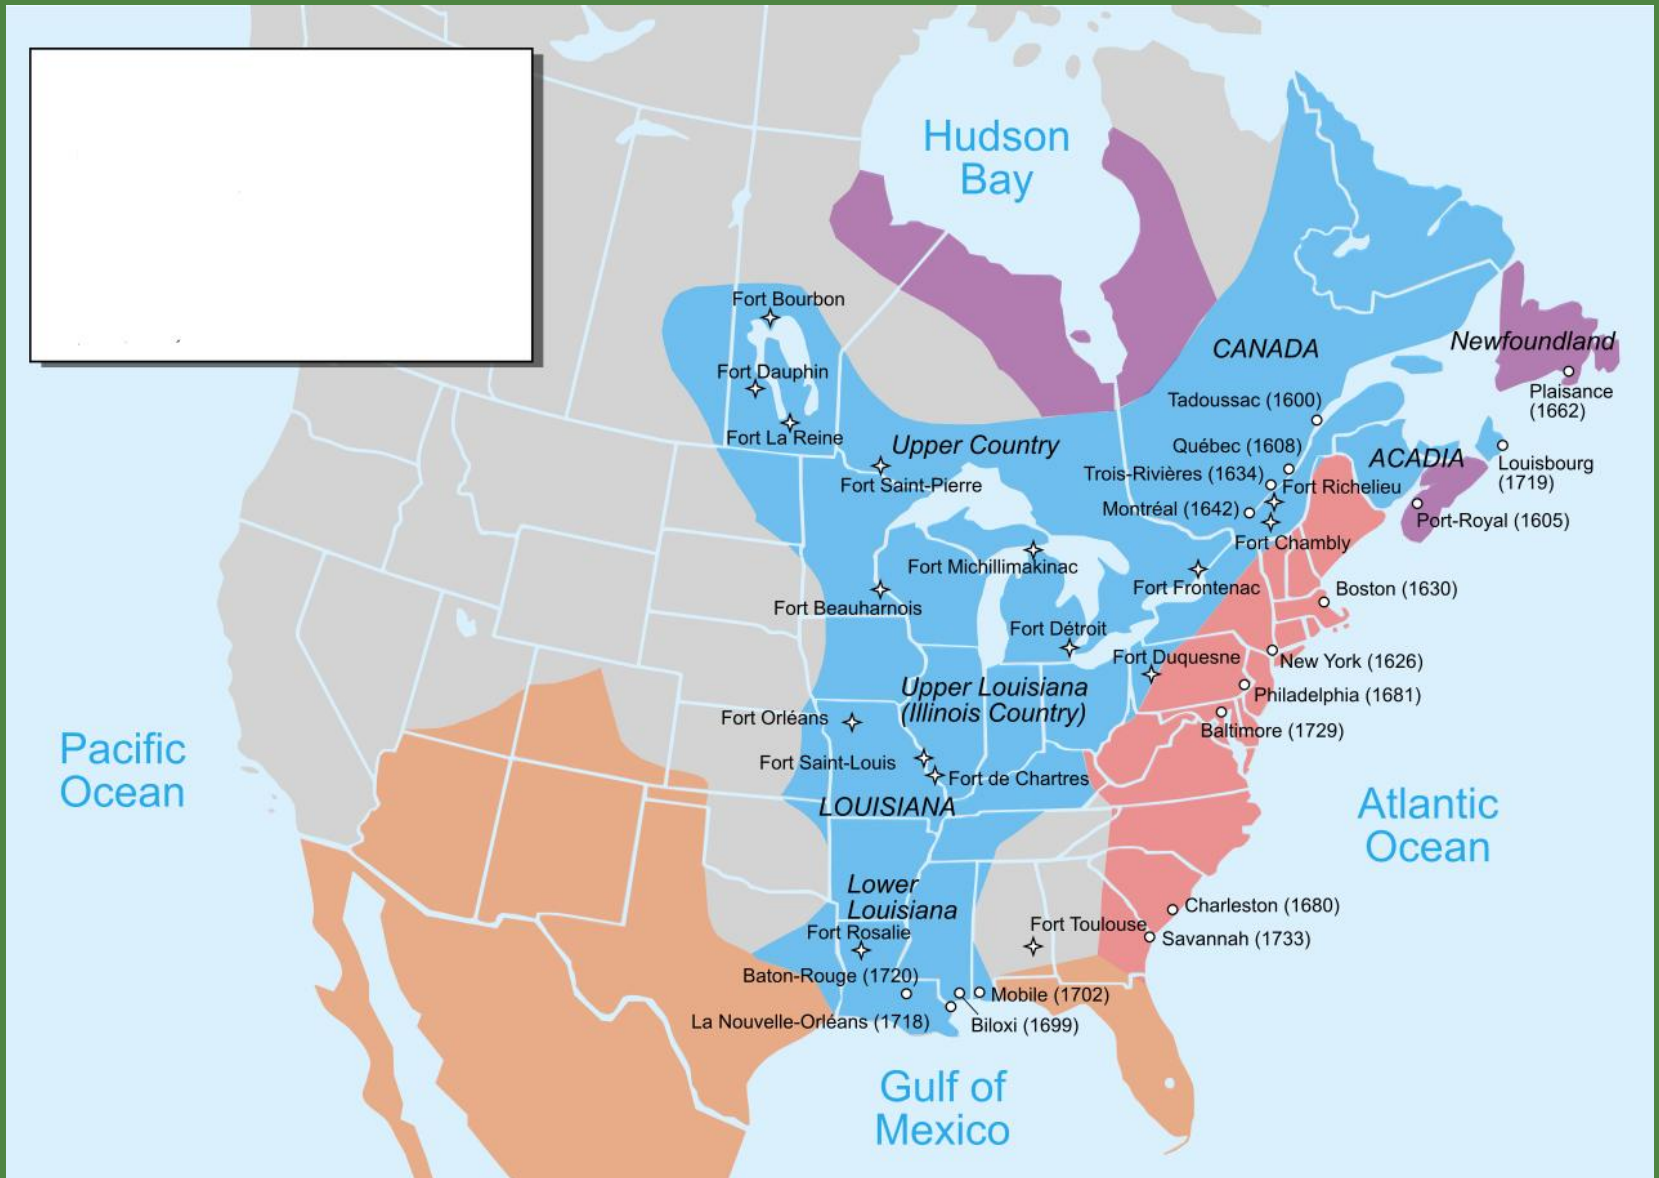 Hudson
Bay
Fort Bourbon
CANADA
Newfoundland
Fort Dauphin
Plaisance
(1662)
Tadoussac (1600)
Fort La Reine
Upper Country
Québec (1608)
ACADIA
Louisbourg
(1719)
Trois-Rivières (1634)
Fort Saint-Pierre
Fort Richelieu
Montréal (1642)
Port-Royal (1605)
Fort Chambly
Fort Michillimakinac
Fort Frontenac
Boston (1630)
Fort Beauharnois
Fort Détroit
Fort Duquesne
New York (1626)
Upper Louisiana
(Illinois Country)
Philadelphia (1681)
Fort Orléans
Baltimore (1729)
Pacific
Ocean
Fort Saint-Louis
Fort de Chartres
LOUISIANA
Atlantic
Ocean
Lower
Louisiana
Charleston (1680)
Fort Toulouse
Fort Rosalie
Savannah (1733)
Baton-Rouge (1720)
Mobile (1702)
La Nouvelle-Orléans (1718)
Biloxi (1699)
Gulf of
Mexico